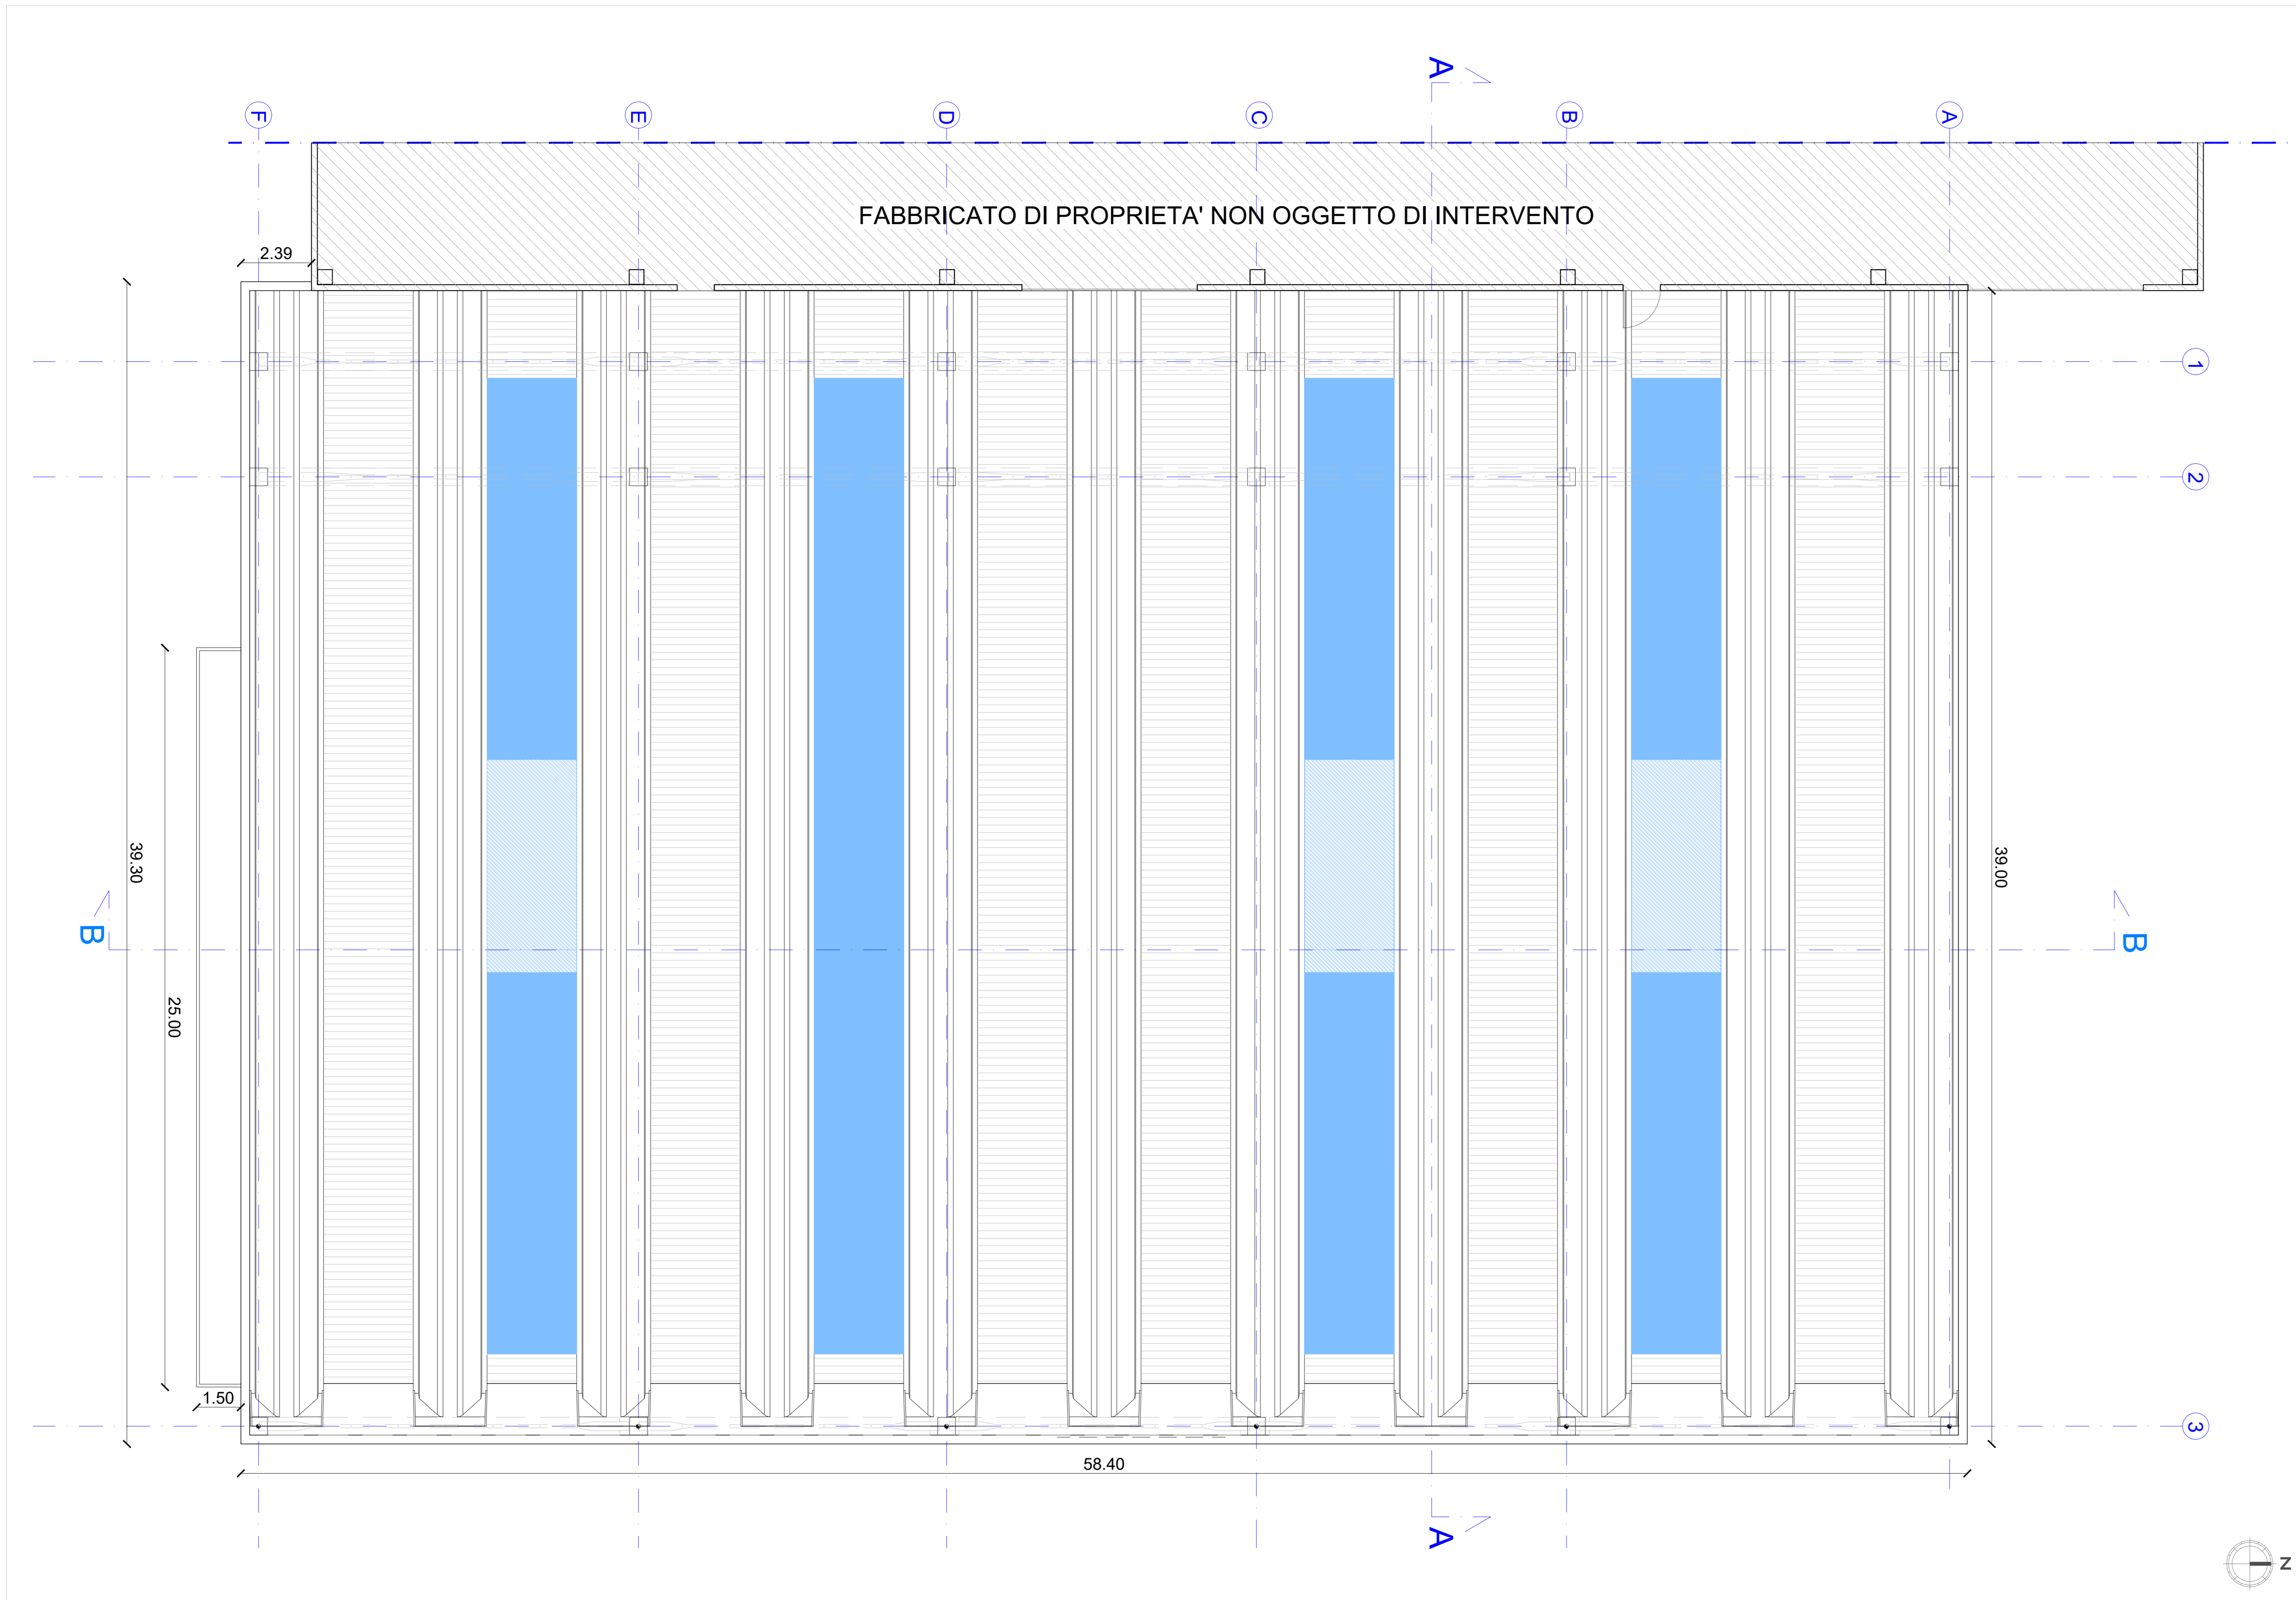 A
F
E
D
C
B
A
FABBRICATO DI PROPRIETA' NON OGGETTO DI INTERVENTO
2.39
1
2
39.30
39.00
B
B
25.00
1.50
3
58.40
A
N